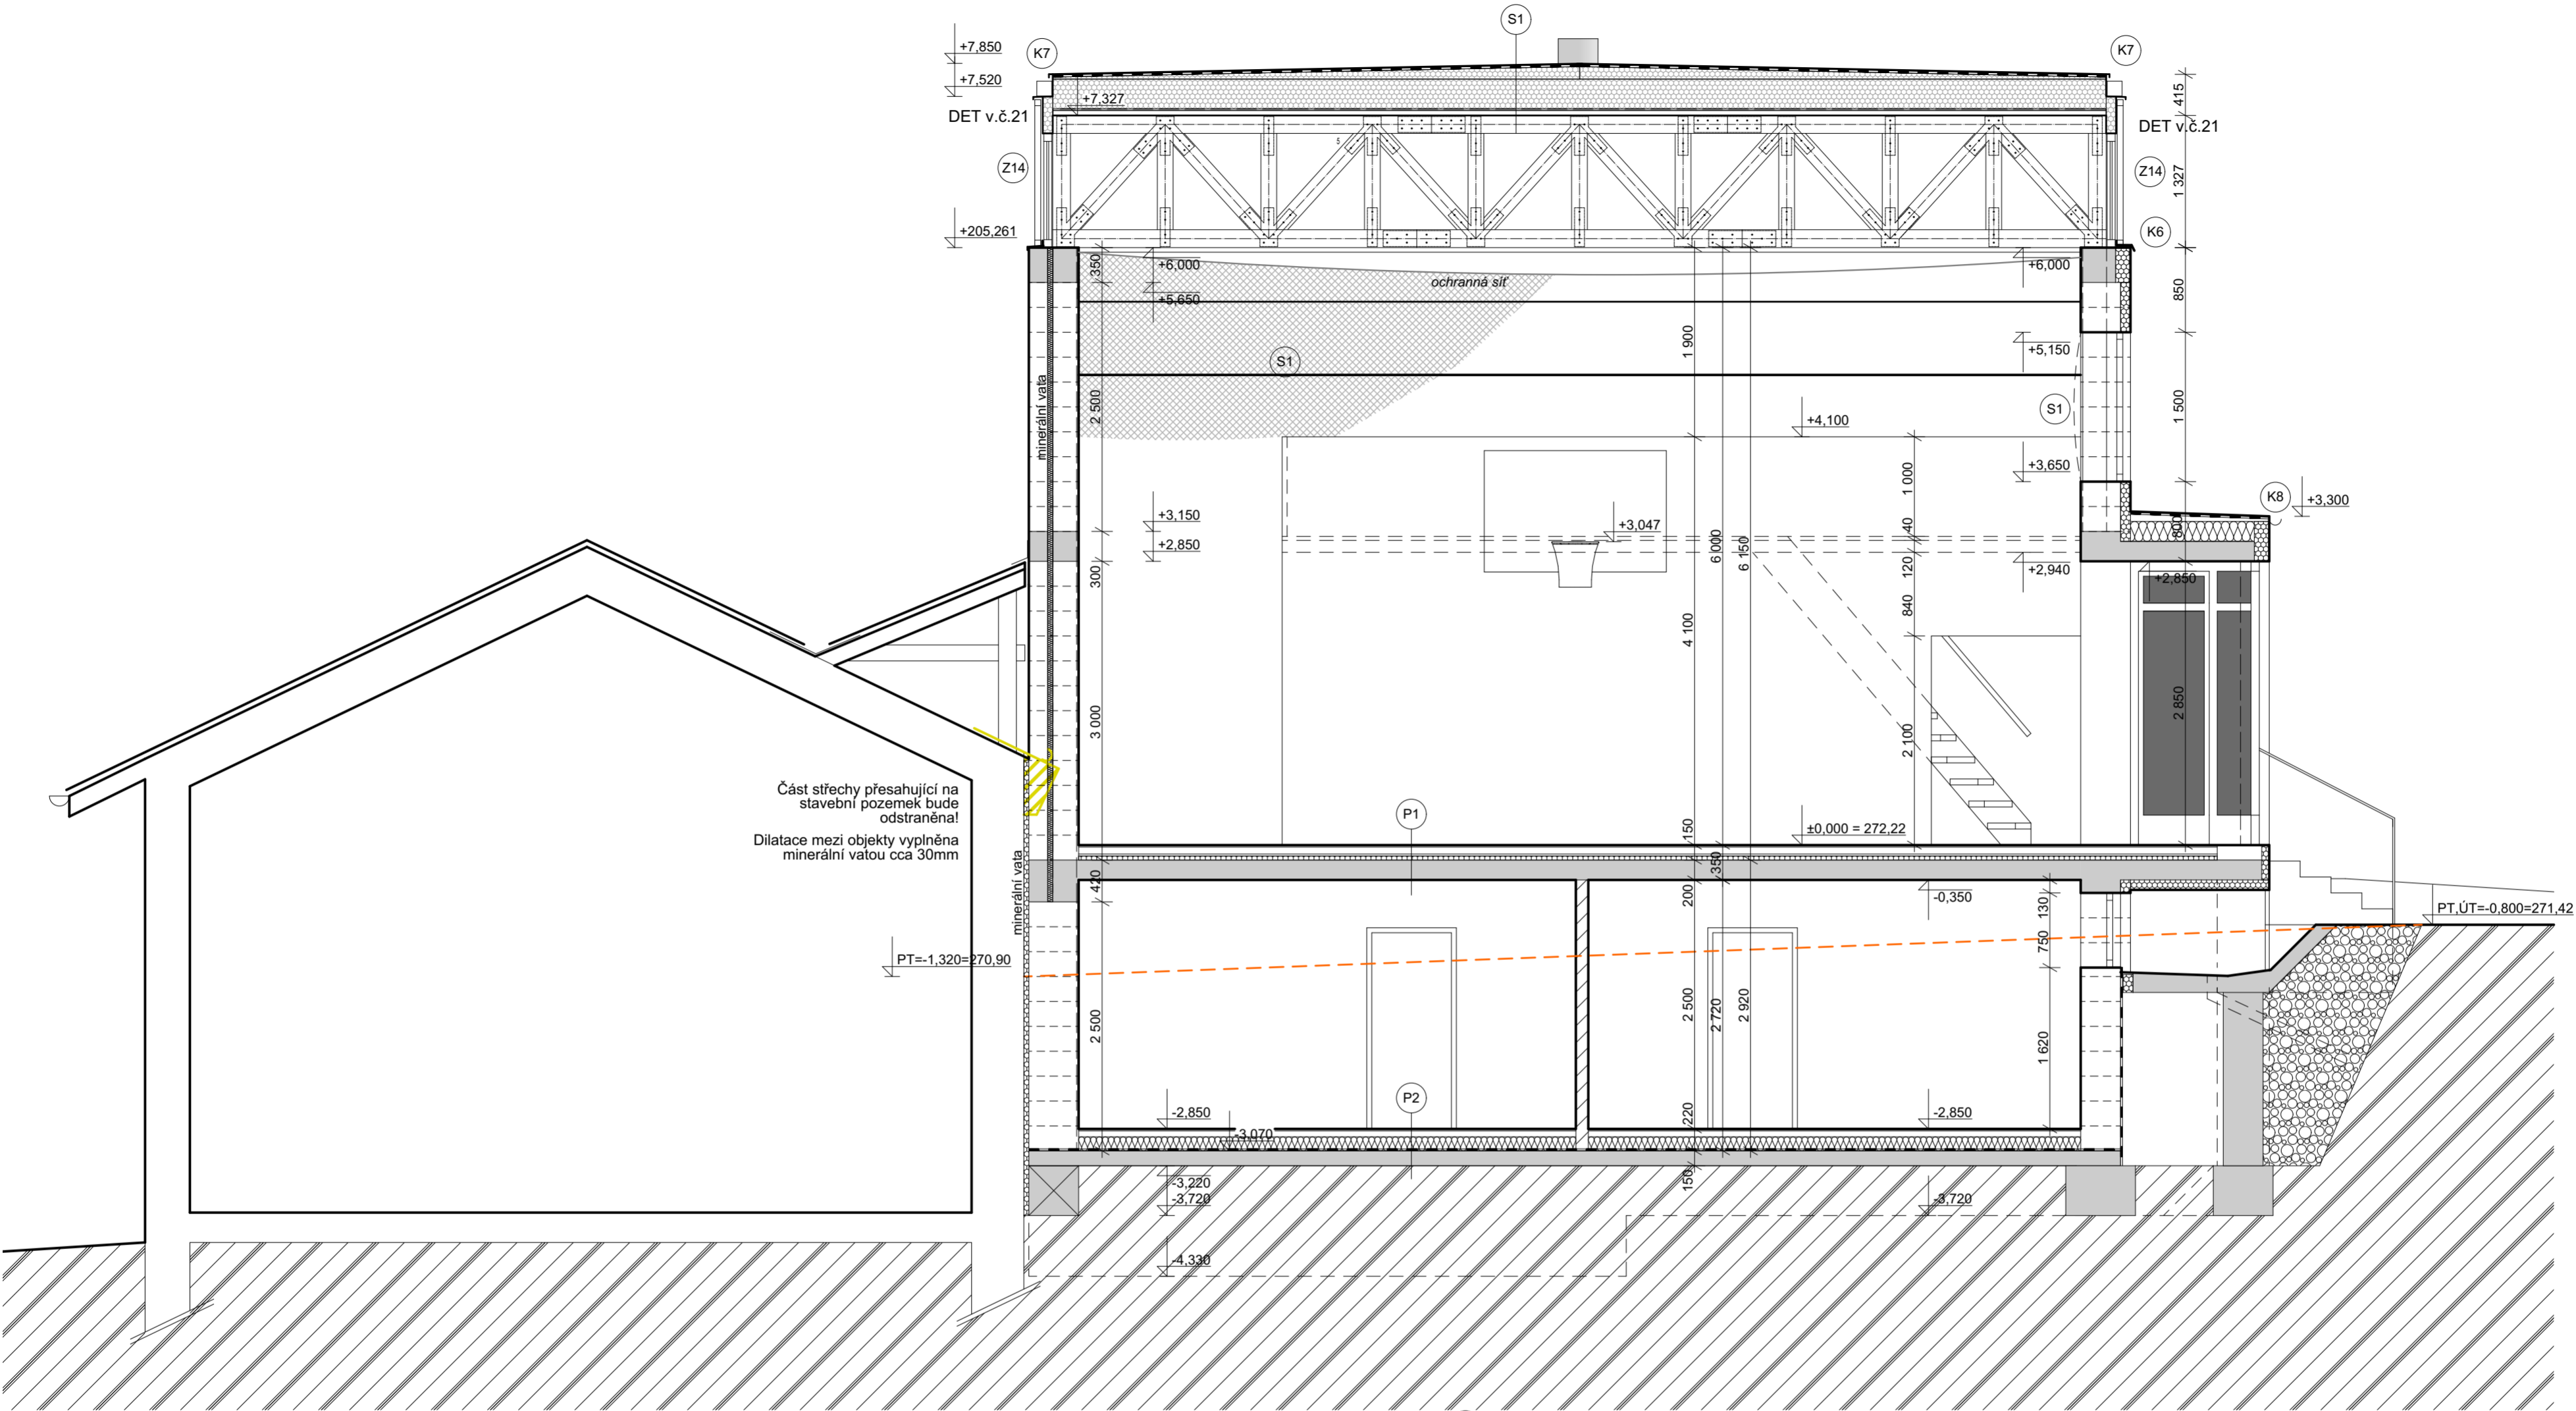 S1
K7
K7
+7,850
+7,520
+7,327
415
DET v.č.21
DET v.č.21
5
Z14
Z14
1 327
+205,261
K6
350
+6,000
+6,000
ochranná síť
+5,650
850
1 900
+5,150
S1
minerální vata
2 500
S1
1 500
+4,100
+3,650
1 000
K8
+3,300
+3,150
+3,047
40
800
+2,850
6 000
6 150
300
120
+2,940
+2,850
840
4 100
3 000
2 100
2 850
Část střechy přesahující na
stavební pozemek bude
odstraněna!
P1
150
±0,000 = 272,22
Dilatace mezi objekty vyplněna
minerální vatou cca 30mm
minerální vata
420
350
200
-0,350
130
PT,ÚT=-0,800=271,42
750
PT=-1,320=270,90
2 500
2 500
2 720
2 920
1 620
P2
-2,850
220
-2,850
-3,070
-3,220
150
-3,720
-3,720
-4,330